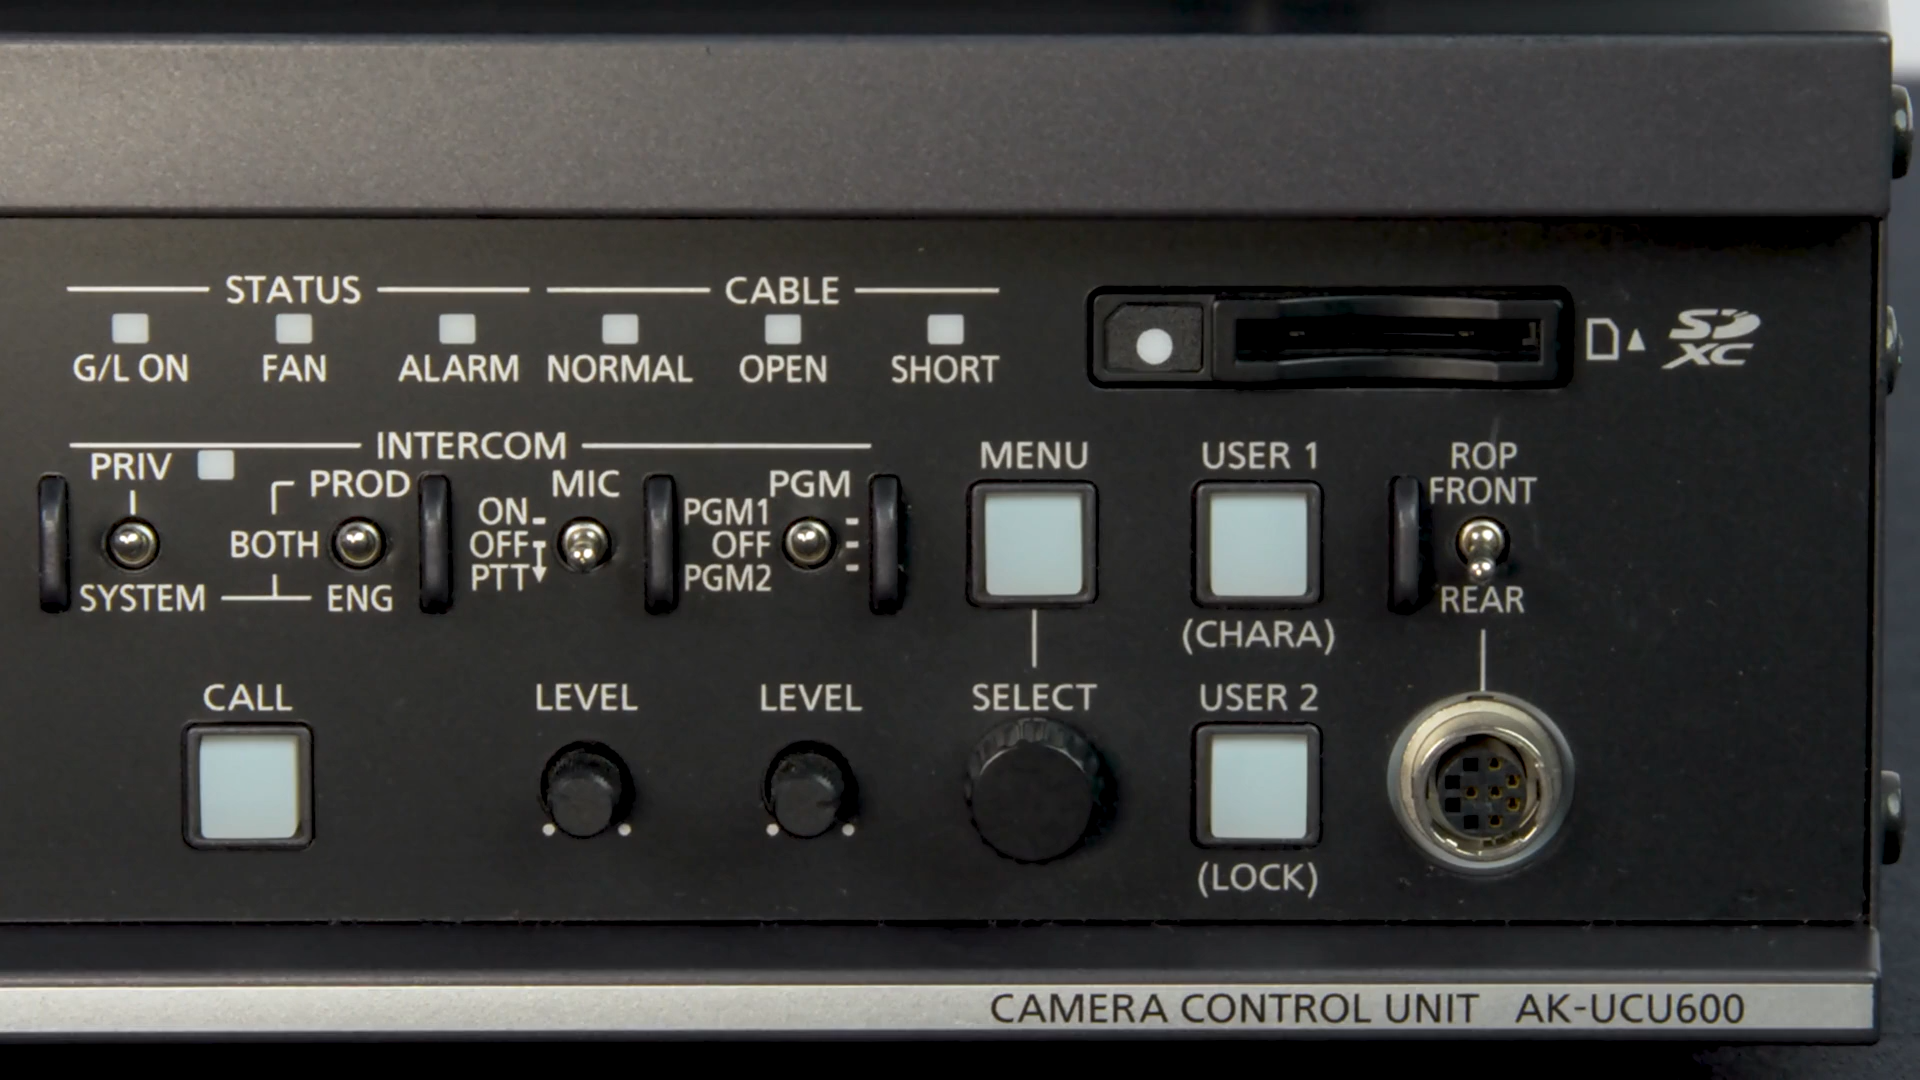 STATUS CABLE
G/L ON FAN ALARM NORMAL OPEN SHORT
SD XC
INTERCOM
PRIV PROD
BOTH
SYSTEM ENG
MIC
ON
OFF
PTT
PGM
PGM1
OFF
PGM2
MENU
USER 1
(CHARA)
ROP
FRONT
REAR
CALL LEVEL LEVEL SELECT USER 2
(LOCK)
CAMERA CONTROL UNIT AK-UCU600